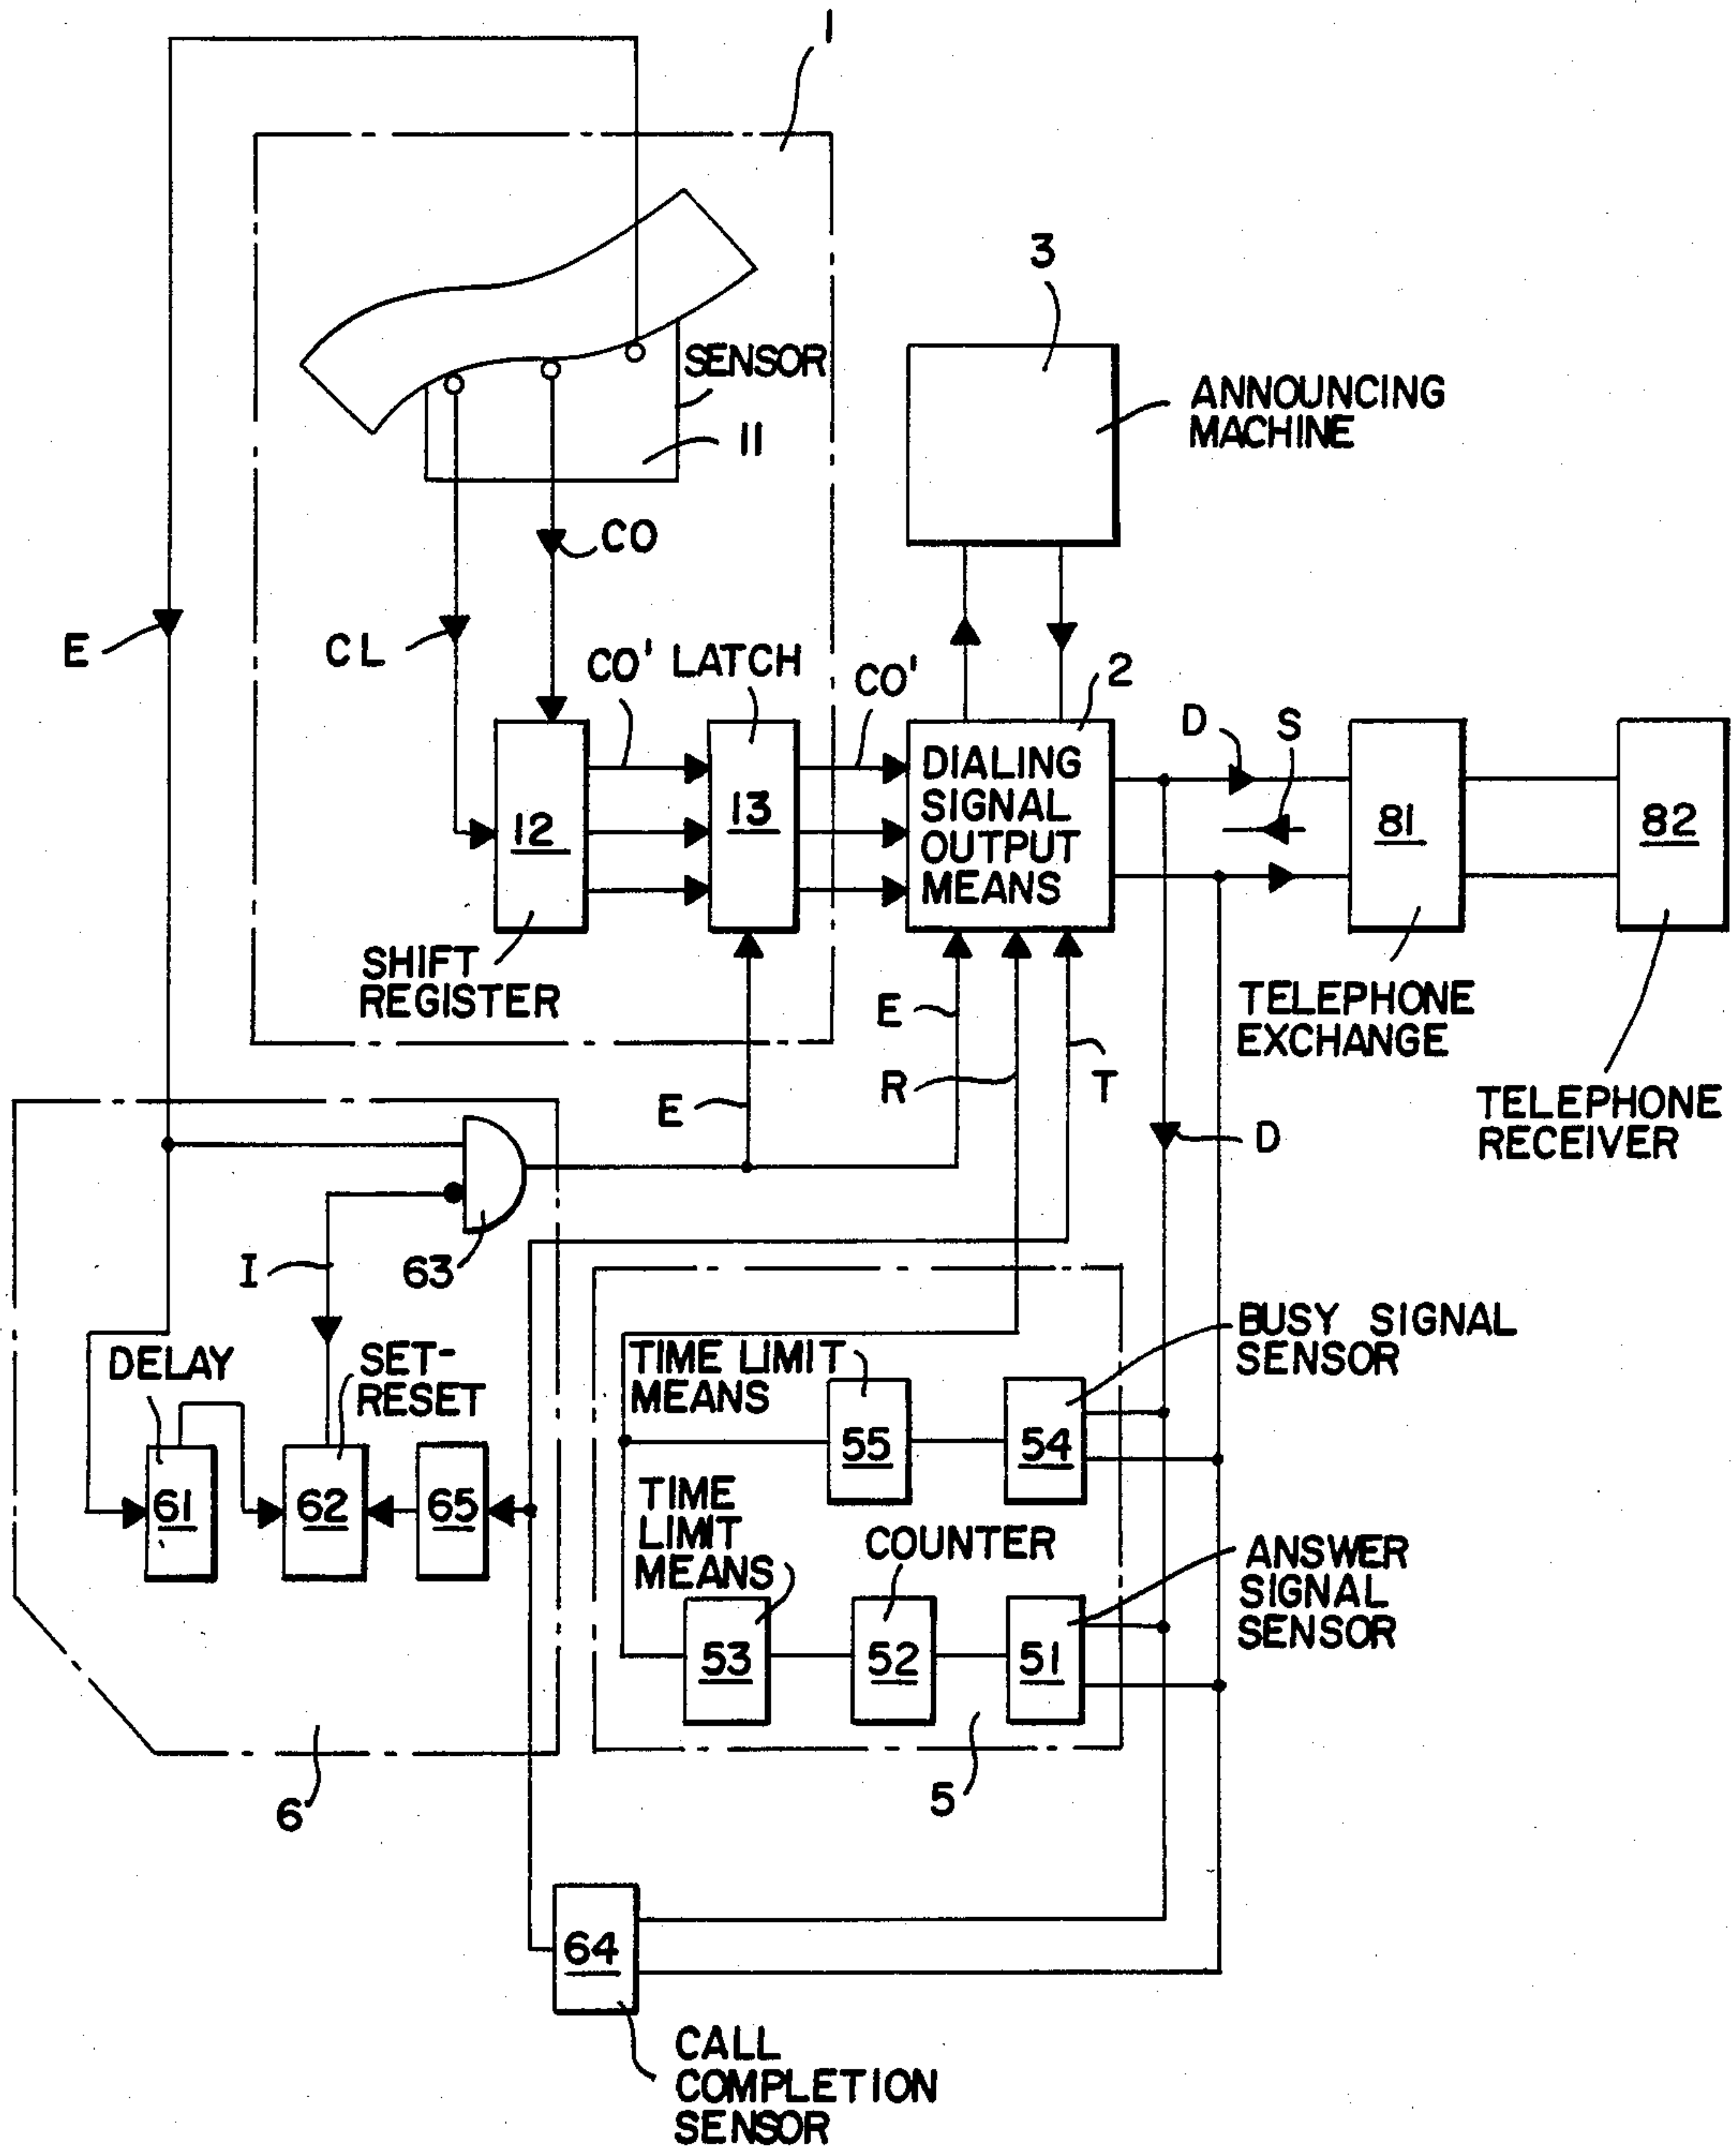 1
3
SENSOR
ANNOUNCING
MACHINE
11
CO
E
CL
CO' LATCH
CO'
2
D
S
DIALING
SIGNAL
OUTPUT
MEANS
12
13
81
82
SHIFT
REGISTER
TELEPHONE
EXCHANGE
E
R
T
E
D
TELEPHONE
RECEIVER
I
63
BUSY SIGNAL
SENSOR
DELAY
SET-
RESET
TIME LIMIT
MEANS
55
54
61
62
65
TIME
LIMIT
MEANS
COUNTER
ANSWER
SIGNAL
SENSOR
53
52
51
6
5
64
CALL
COMPLETION
SENSOR